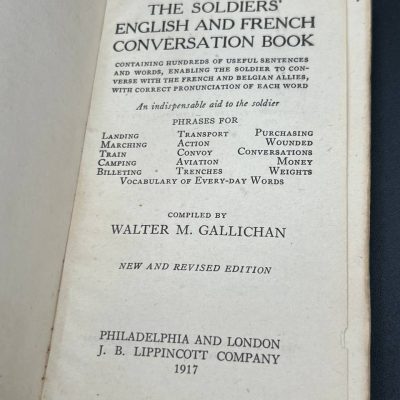 THE SOLDIERS'
ENGLISH AND FRENCH
CONVERSATION BOOK
CONTAINING HUNDREDS OF USEFUL SENTENCES
AND WORDS, ENABLING THE SOLDIER TO CON-
VERSE WITH THE FRENCH AND BELGIAN ALLIES,
WITH CORRECT PRONUNCIATION OF EACH WORD
An indispensable aid to the soldier
PHRASES FOR
LANDING TRANSPORT PURCHASING
MARCHING ACTION WOUNDED
TRAIN CONVOY CONVERSATIONS
CAMPING AVIATION MONEY
BILLETING TRENCHES WEIGHTS
VOCABULARY OF EVERY-DAY WORDS
COMPILED BY
WALTER M. GALLICHAN
NEW AND REVISED EDITION
PHILADELPHIA AND LONDON
J. B. LIPPINCOTT COMPANY
1917